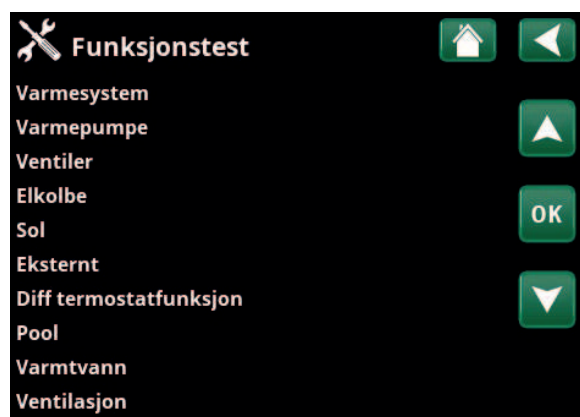 Funksjonstest
Varmesystem
Varmepumpe
Ventiler
Elkolbe
Sol
Eksternt
Diff termostatfunksjon
Pool
Varmtvann
Ventilasjon
OK